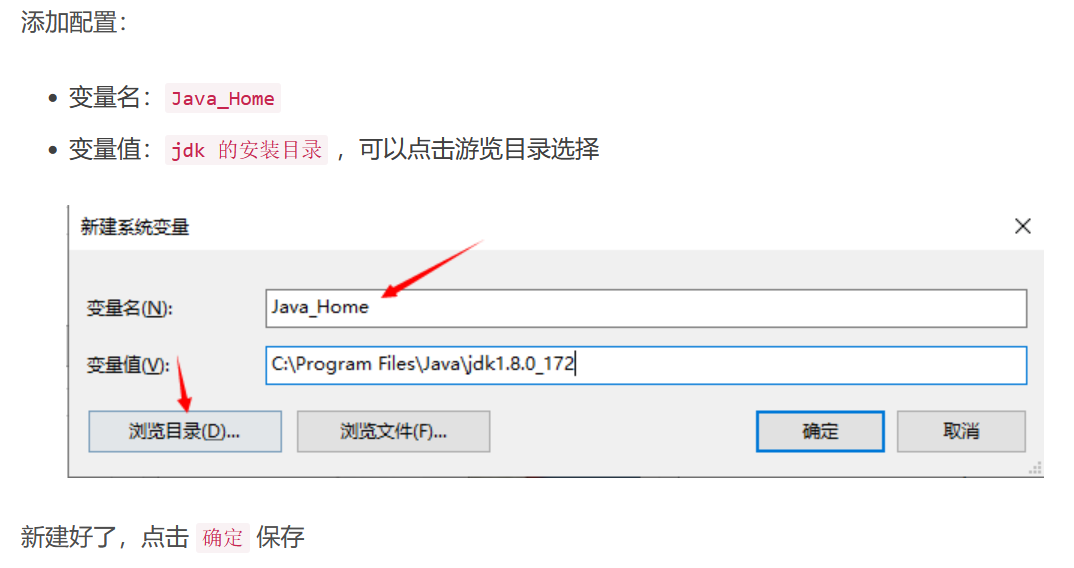 添加配置：
变量名： Java_Home
变量值： jdk 的安装目录 ，可以点击游览目录选择
新建系统变量
变量名(N):
Java_Home
变量值(V):
C:\Program Files\Java\jdk1.8.0_172
浏览目录(D)... 浏览文件(F)... 确定 取消
新建好了，点击 确定 保存